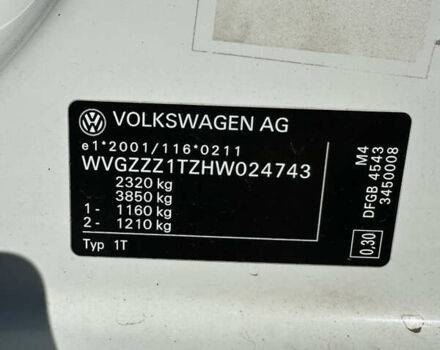 VOLKSWAGEN AG
e1*2001/116*0211
WVGZZZ1TZHW024743
2320 kg
3850 kg
1- 1160 kg
2- 1210 kg
Typ 1T
M4
DFGB 4543
3450008
0,30